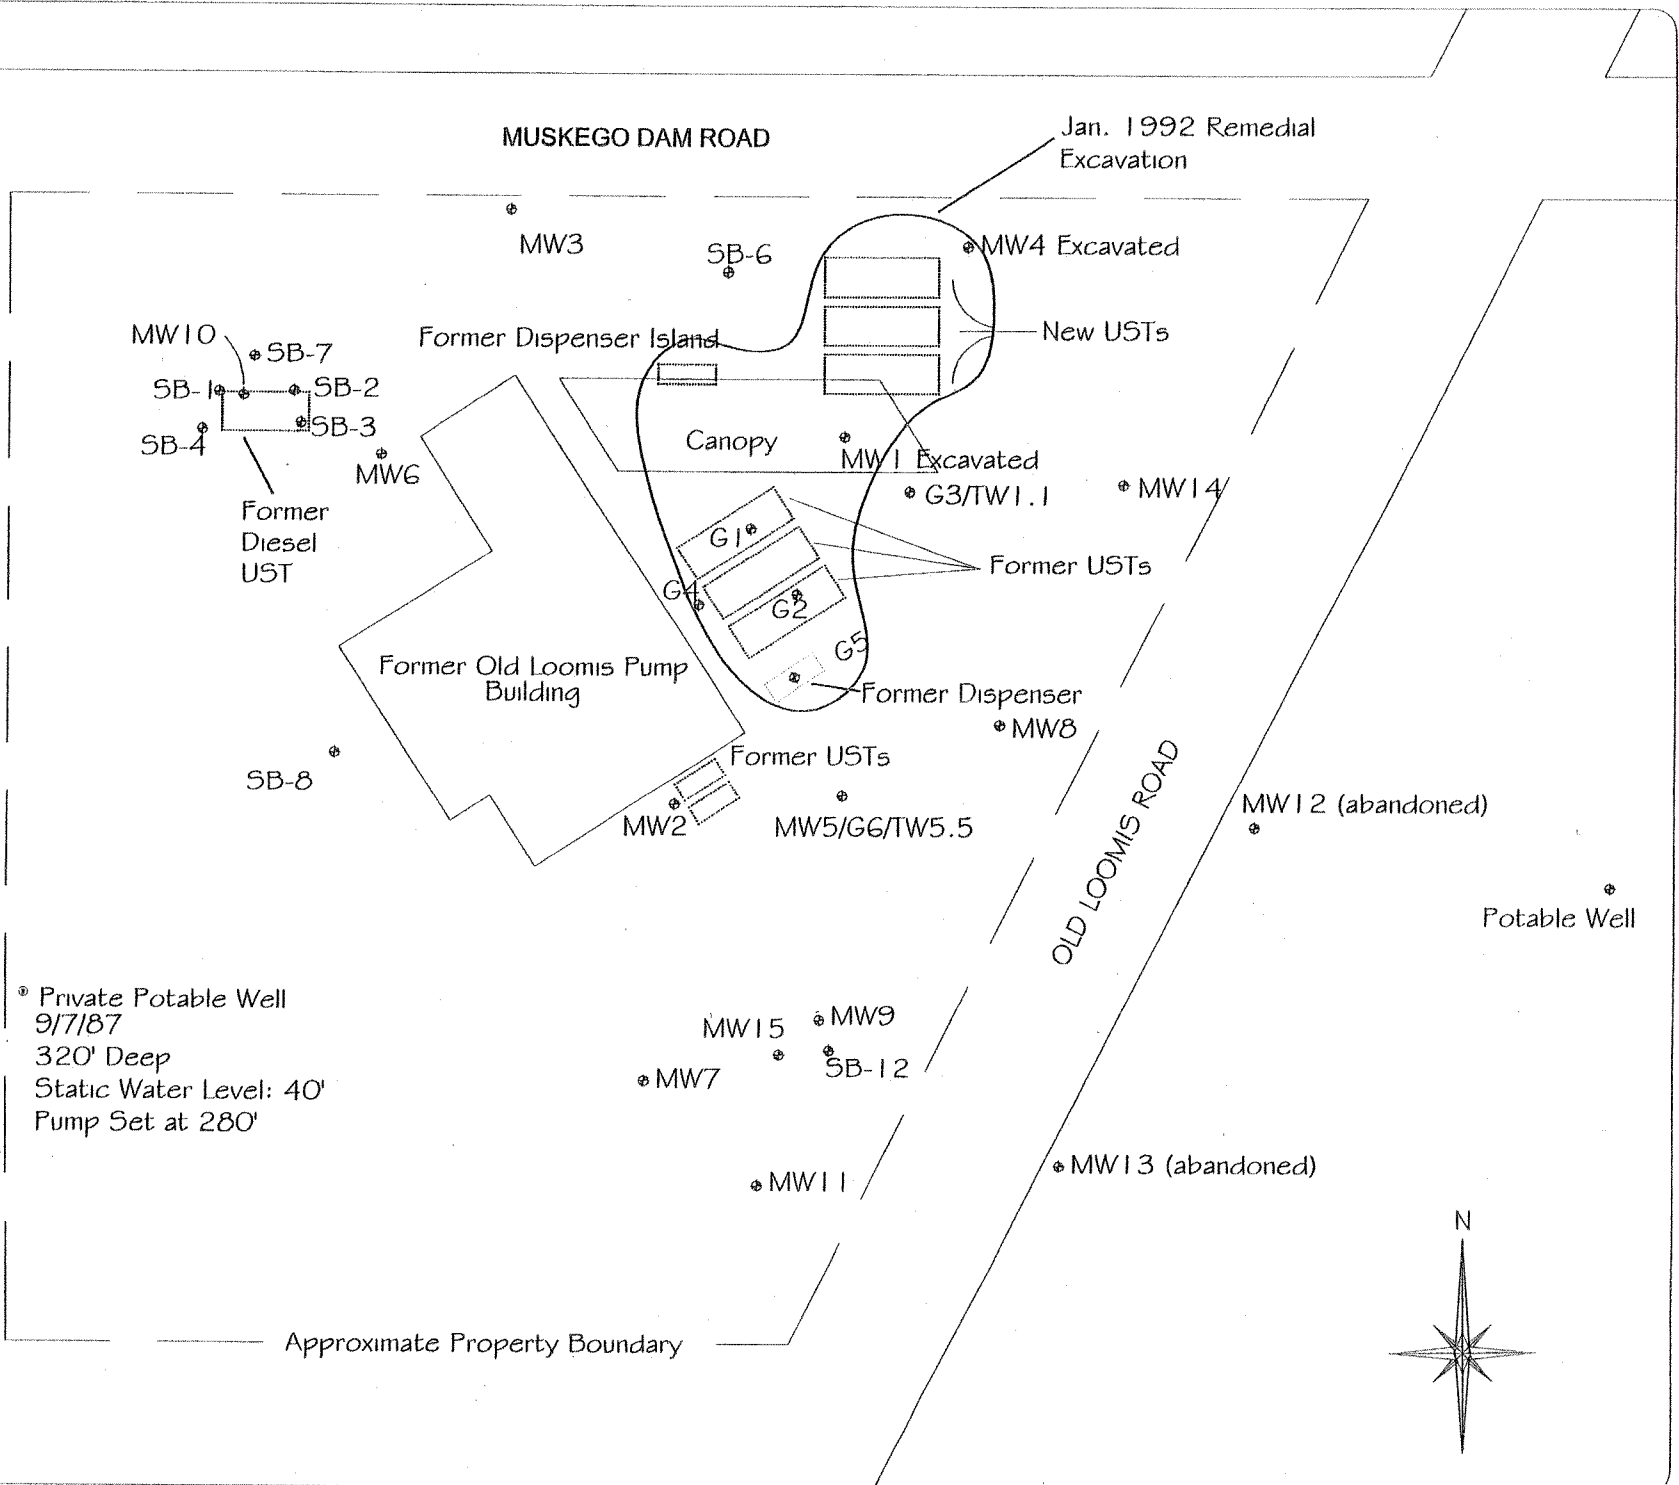 MUSKEGO DAM ROAD
Jan. 1992 Remedial
Excavation
MW3
SB-6
MW4 Excavated
MW10
SB-7
Former Dispenser Island
New USTs
SB-1
SB-2
SB-3
SB-4
MW6
Canopy
MW1 Excavated
G3/TW1.1
MW14
Former
Diesel
UST
G1
Former USTs
G4
G2
G5
Former Old Loomis Pump
Building
Former Dispenser
MW8
Former USTs
SB-8
MW2
MW5/G6/TW5.5
OLD LOOMIS ROAD
MW12 (abandoned)
Potable Well
Private Potable Well
9/7/87
320' Deep
Static Water Level: 40'
Pump Set at 280'
MW15
MW9
SB-12
MW7
MW11
MW13 (abandoned)
N
Approximate Property Boundary